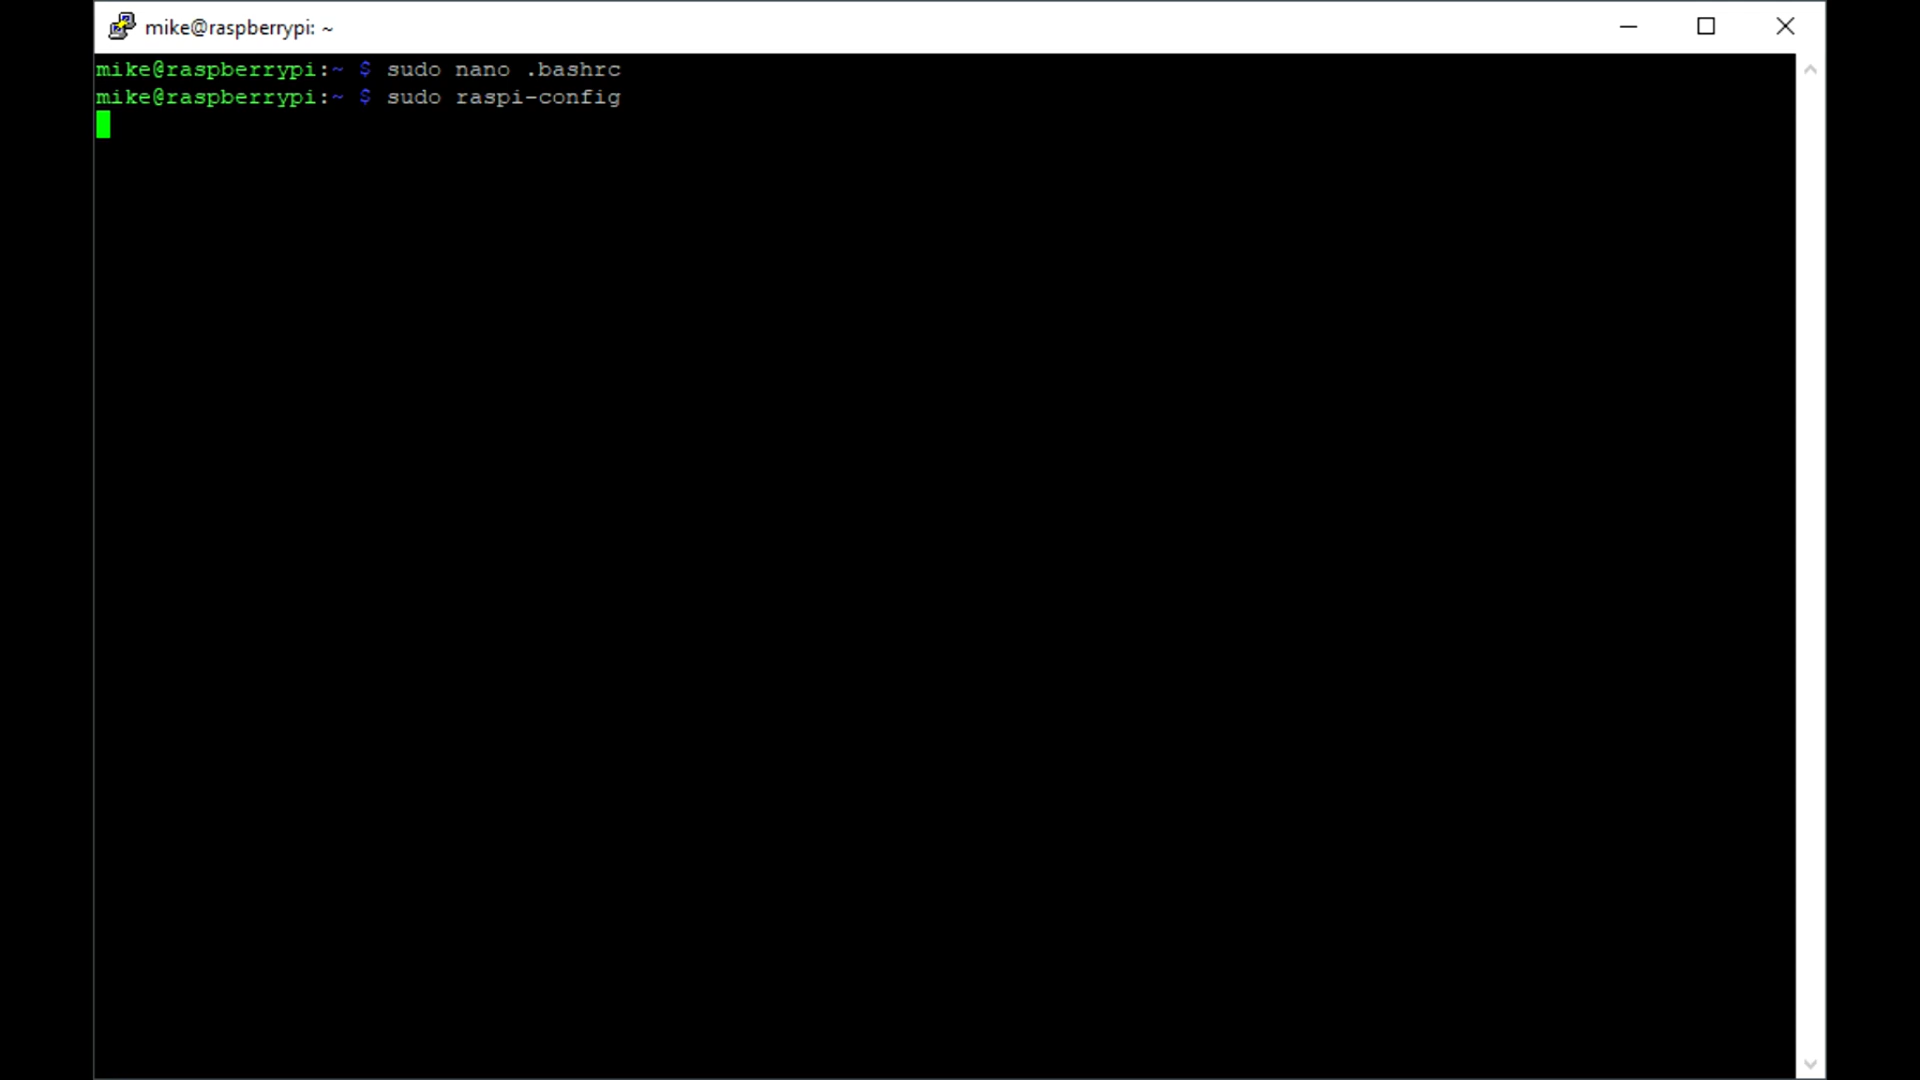 mike@raspberrypi: ~
mike@raspberrypi:~ $ sudo nano .bashrc
mike@raspberrypi:~ $ sudo raspi-config